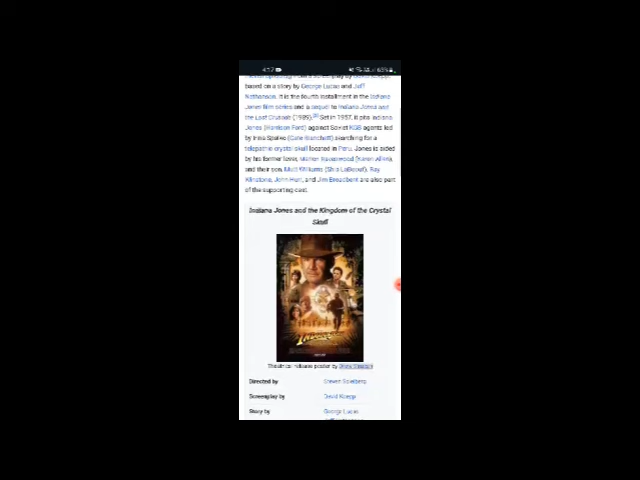 based on a story by George Lucas and Jeff
Nathanson. It is the fourth installment in the Indiana
Jones film series and a sequel to Indiana Jones and
the Last Crusade (1989). Set in 1957, it pits Indiana
Jones (Harrison Ford) against Soviet KGB agents led
by Irina Spalko (Cate Blanchett) searching for a
telepathic crystal skull located in Peru. Jones is aided
by his former lover, Marion Ravenwood (Karen Allen),
and their son, Mutt Williams (Shia LaBeouf). Ray
Winstone, John Hurt, and Jim Broadbent are also part
of the supporting cast.
Indiana Jones and the Kingdom of the Crystal
Skull
Theatrical release poster by Drew Struzan
Directed by Steven Spielberg
Screenplay by David Koepp
Story by George Lucas